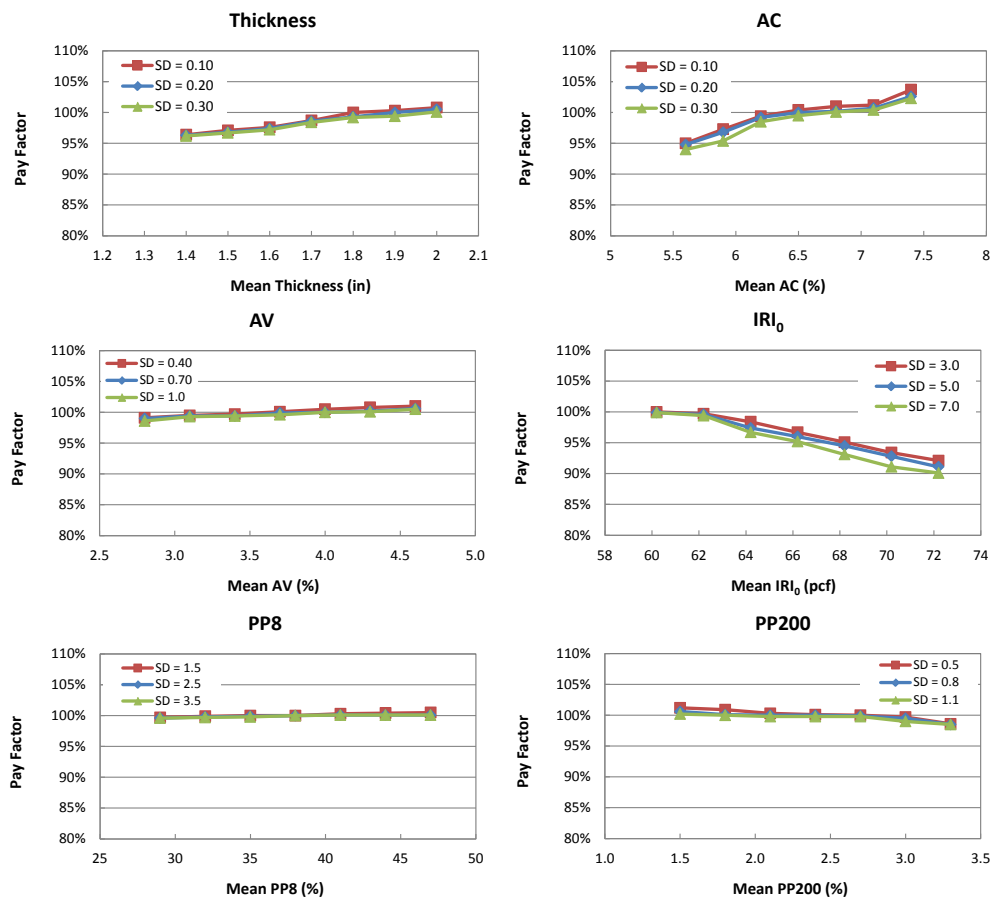 Thickness
110%
105%
100%
95%
90%
85%
80%
Pay Factor
SD = 0.10
SD = 0.20
SD = 0.30
1.2 1.3 1.4 1.5 1.6 1.7 1.8 1.9 2 2.1
Mean Thickness (in)
AC
110%
105%
100%
95%
90%
85%
80%
Pay Factor
SD = 0.10
SD = 0.20
SD = 0.30
5 5.5 6 6.5 7 7.5 8
Mean AC (%)
AV
110%
105%
100%
95%
90%
85%
80%
Pay Factor
SD = 0.40
SD = 0.70
SD = 1.0
2.5 3.0 3.5 4.0 4.5 5.0
Mean AV (%)
IRI₀
110%
105%
100%
95%
90%
85%
80%
Pay Factor
SD = 3.0
SD = 5.0
SD = 7.0
58 60 62 64 66 68 70 72 74
Mean IRI₀ (pcf)
PP8
110%
105%
100%
95%
90%
85%
80%
Pay Factor
SD = 1.5
SD = 2.5
SD = 3.5
25 30 35 40 45 50
Mean PP8 (%)
PP200
110%
105%
100%
95%
90%
85%
80%
Pay Factor
SD = 0.5
SD = 0.8
SD = 1.1
1.0 1.5 2.0 2.5 3.0 3.5
Mean PP200 (%)